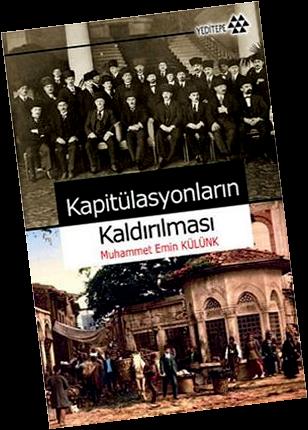 YEDİTEPE
Kapitülasyonların
Kaldırılması
Muhammet Emin KÜLÜNK